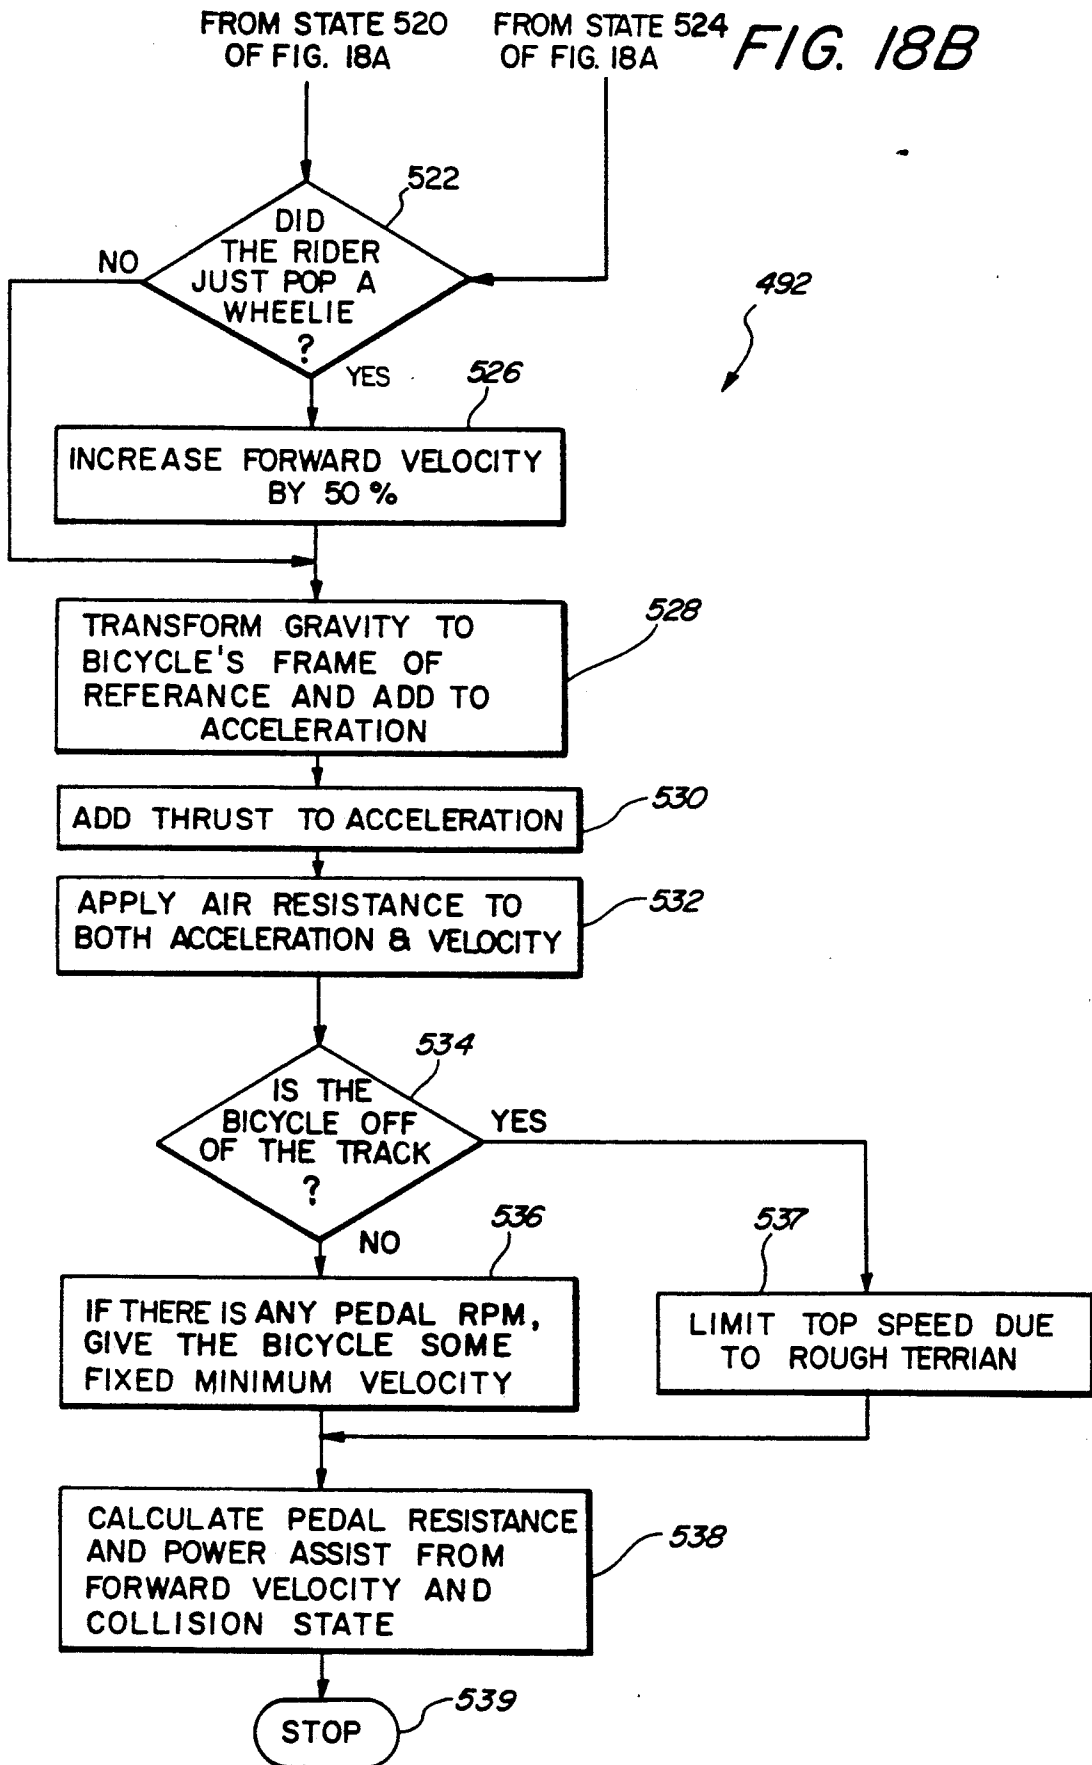 FROM STATE 520
OF FIG. 18A
FROM STATE 524
OF FIG. 18A
FIG. 18B
522
DID
THE RIDER
JUST POP A
WHEELIE
?
NO
YES
492
526
INCREASE FORWARD VELOCITY
BY 50 %
528
TRANSFORM GRAVITY TO
BICYCLE'S FRAME OF
REFERANCE AND ADD TO
ACCELERATION
530
ADD THRUST TO ACCELERATION
532
APPLY AIR RESISTANCE TO
BOTH ACCELERATION & VELOCITY
534
IS THE
BICYCLE OFF
OF THE TRACK
?
YES
NO
536
IF THERE IS ANY PEDAL RPM,
GIVE THE BICYCLE SOME
FIXED MINIMUM VELOCITY
537
LIMIT TOP SPEED DUE
TO ROUGH TERRIAN
538
CALCULATE PEDAL RESISTANCE
AND POWER ASSIST FROM
FORWARD VELOCITY AND
COLLISION STATE
539
STOP